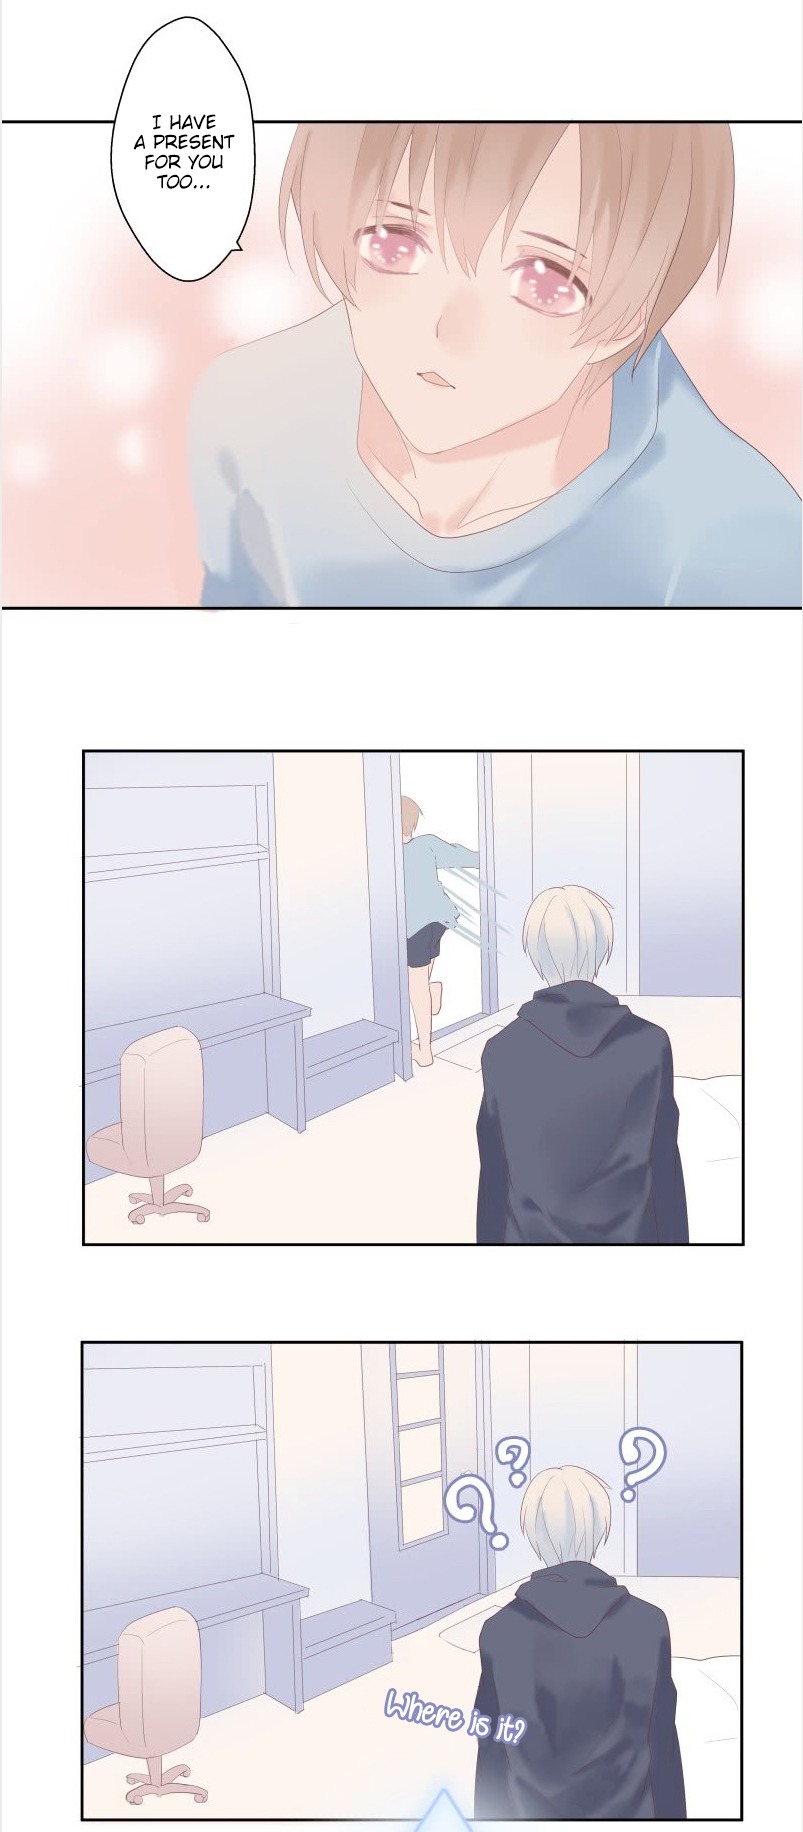 I HAVE
A PRESENT
FOR YOU
TOO...
? ? ?
Where is it?